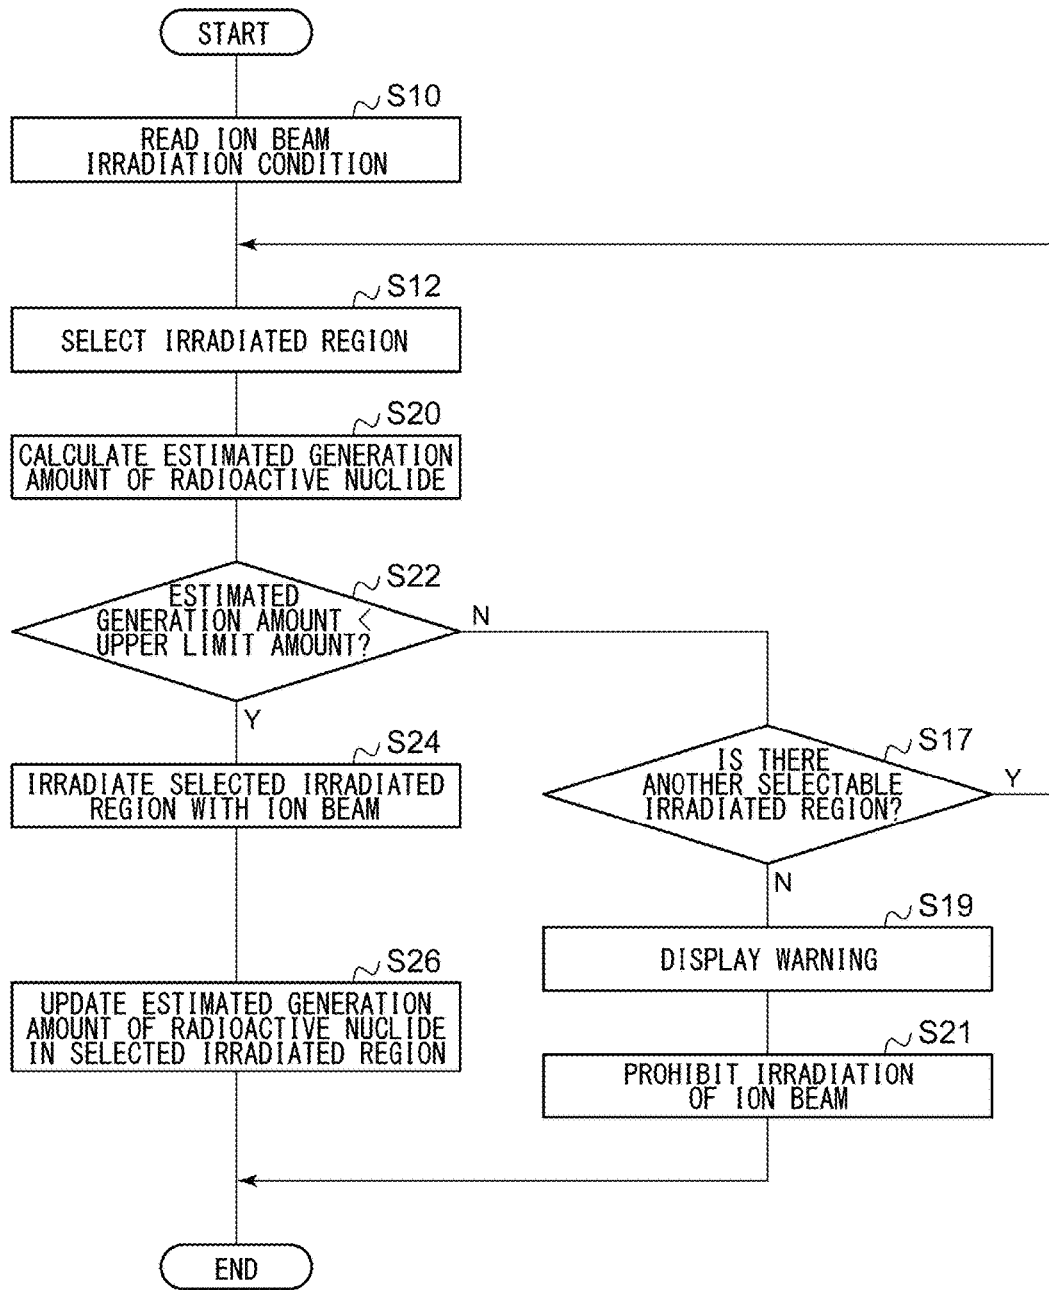 START
S10
READ ION BEAM
IRRADIATION CONDITION
S12
SELECT IRRADIATED REGION
S20
CALCULATE ESTIMATED GENERATION
AMOUNT OF RADIOACTIVE NUCLIDE
S22
ESTIMATED
GENERATION AMOUNT <
UPPER LIMIT AMOUNT?
N
Y
S24
IRRADIATE SELECTED IRRADIATED
REGION WITH ION BEAM
S17
IS THERE
ANOTHER SELECTABLE
IRRADIATED REGION?
Y
N
S19
DISPLAY WARNING
S26
UPDATE ESTIMATED GENERATION
AMOUNT OF RADIOACTIVE NUCLIDE
IN SELECTED IRRADIATED REGION
S21
PROHIBIT IRRADIATION
OF ION BEAM
END